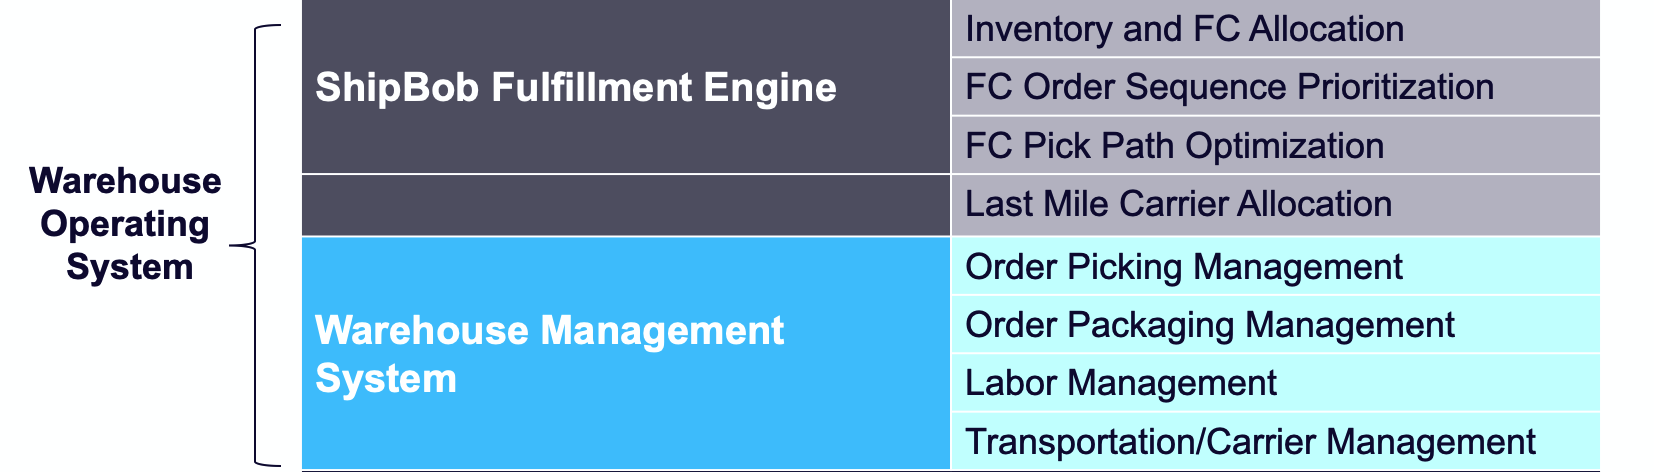 Warehouse
Operating
System
ShipBob Fulfillment Engine
Inventory and FC Allocation
FC Order Sequence Prioritization
FC Pick Path Optimization
Last Mile Carrier Allocation
Warehouse Management
System
Order Picking Management
Order Packaging Management
Labor Management
Transportation/Carrier Management